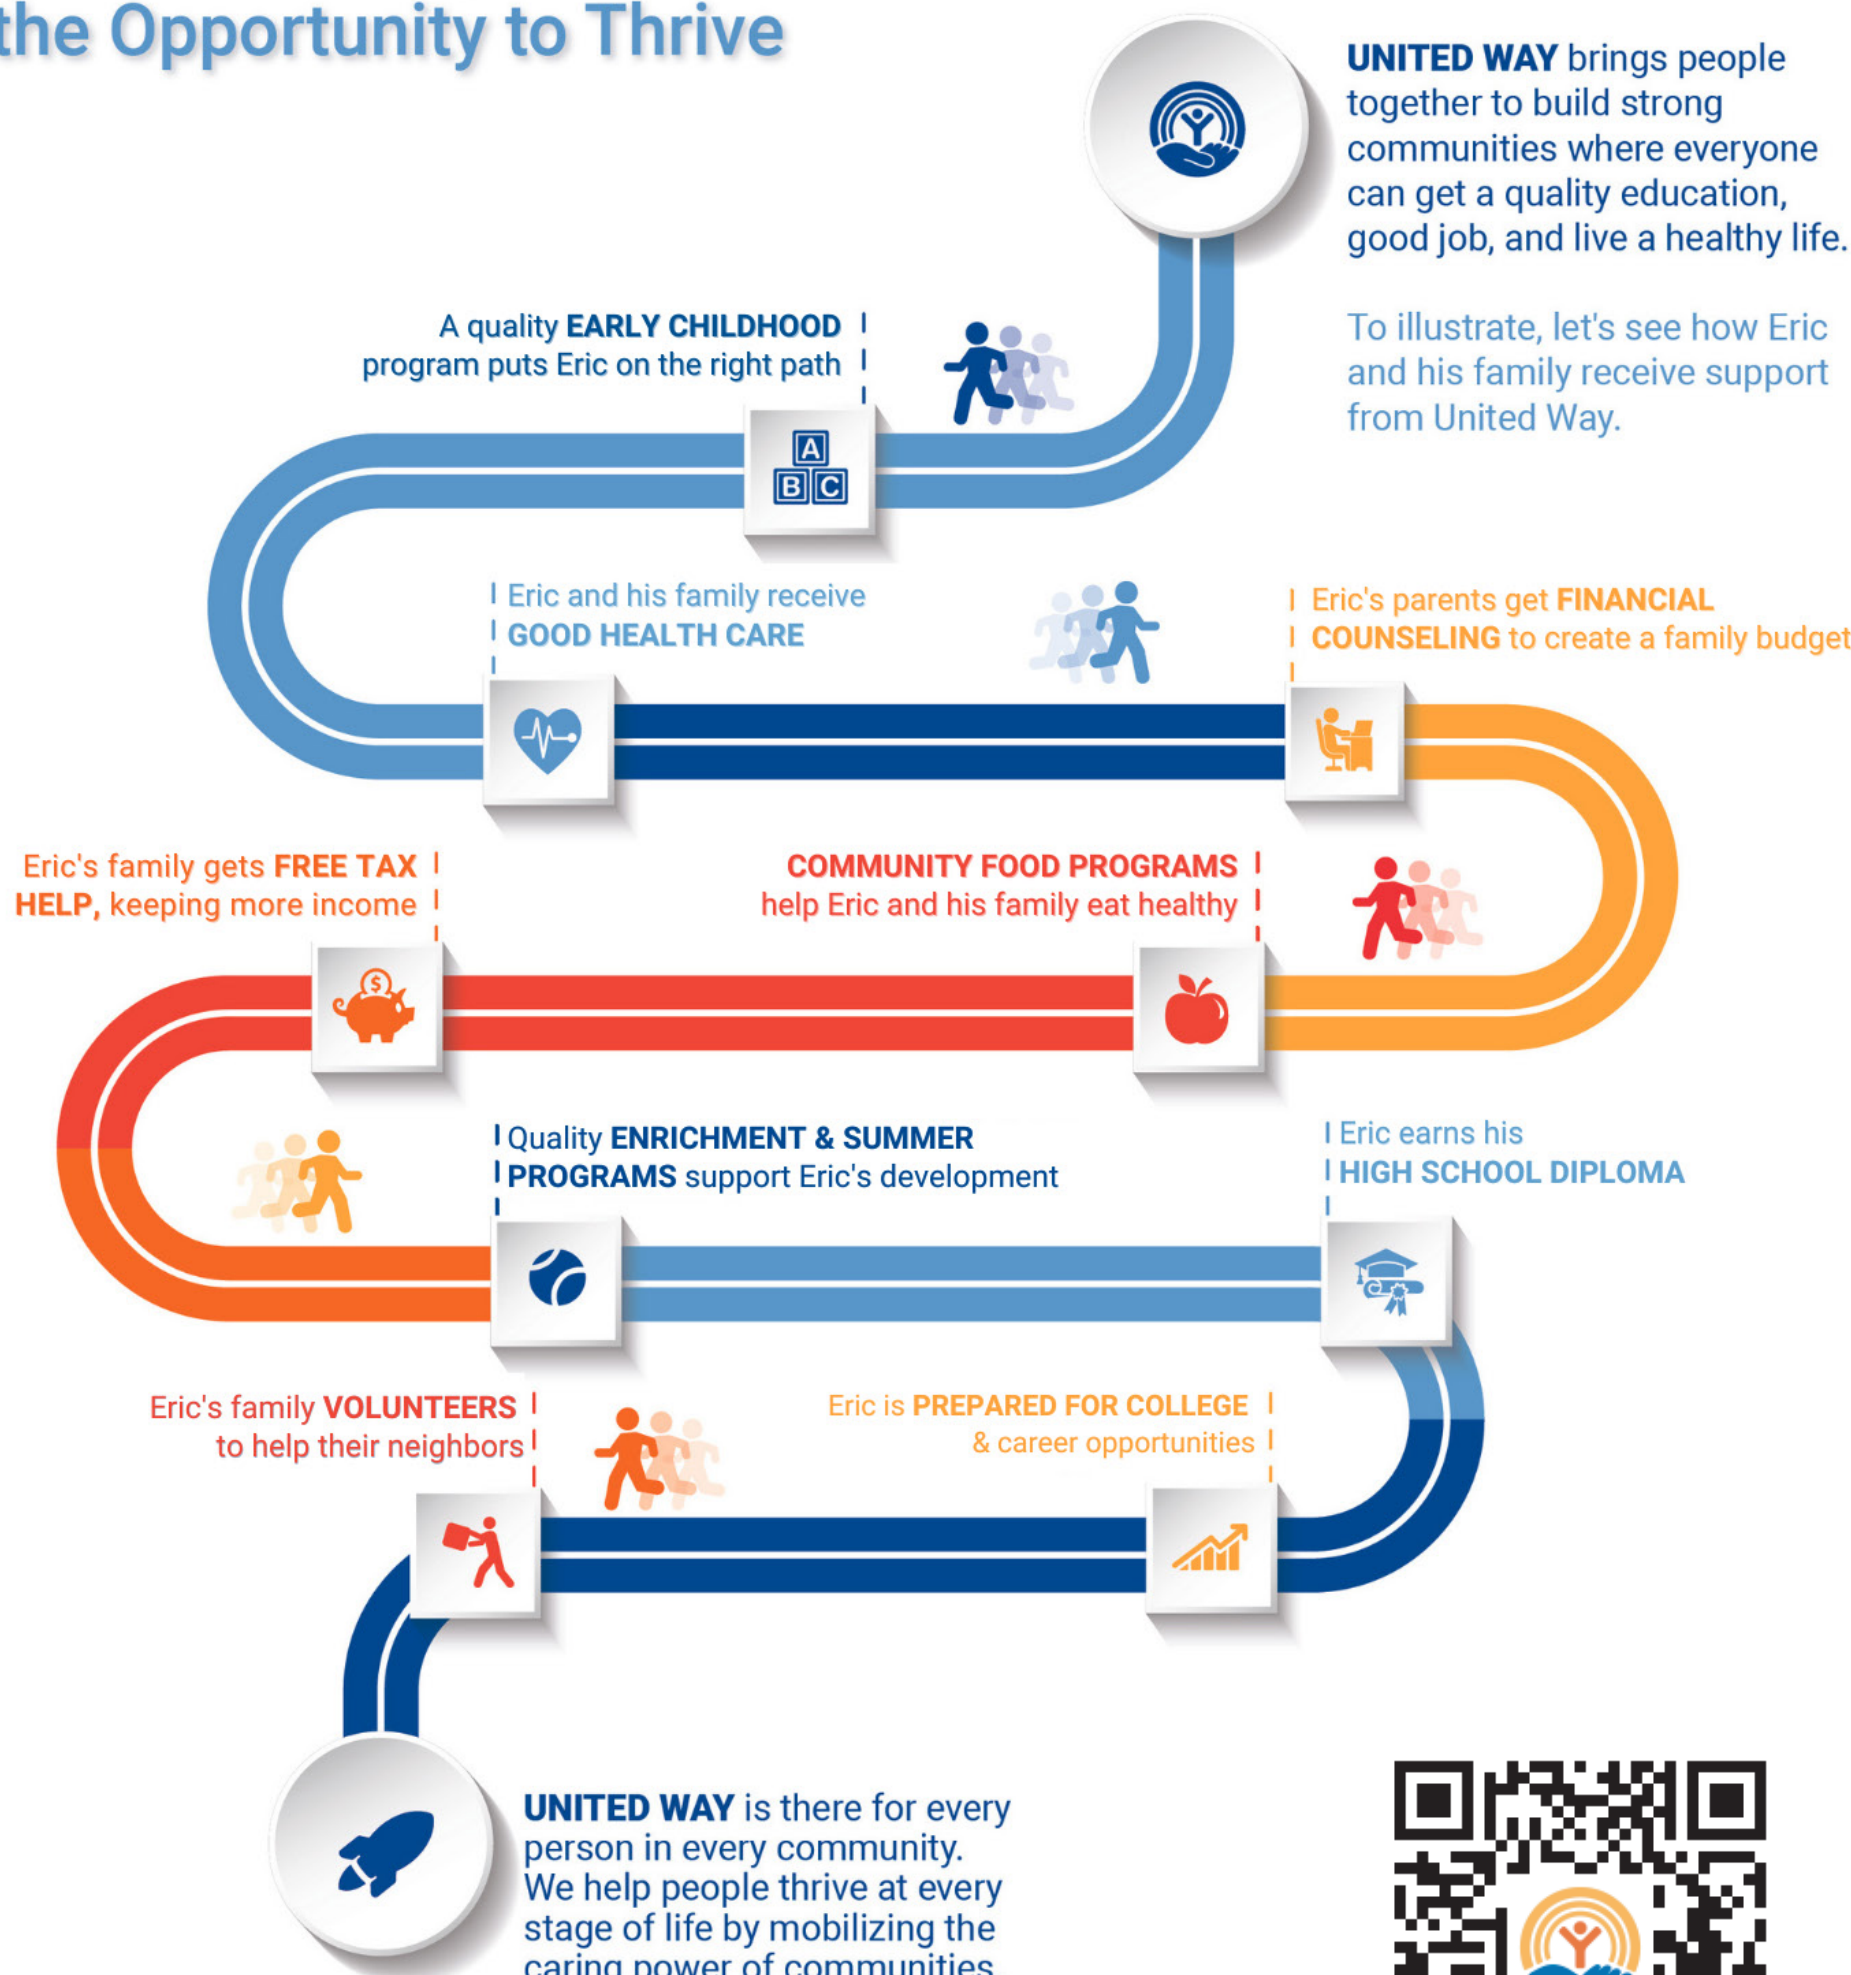 the Opportunity to Thrive
UNITED WAY brings people
together to build strong
communities where everyone
can get a quality education,
good job, and live a healthy life.
To illustrate, let's see how Eric
and his family receive support
from United Way.
A quality EARLY CHILDHOOD
program puts Eric on the right path
A
B C
Eric and his family receive
GOOD HEALTH CARE
Eric's parents get FINANCIAL
COUNSELING to create a family budget
COMMUNITY FOOD PROGRAMS
help Eric and his family eat healthy
Eric's family gets FREE TAX
HELP, keeping more income
$
Quality ENRICHMENT & SUMMER
PROGRAMS support Eric's development
Eric earns his
HIGH SCHOOL DIPLOMA
Eric is PREPARED FOR COLLEGE
& career opportunities
Eric's family VOLUNTEERS
to help their neighbors
UNITED WAY is there for every
person in every community.
We help people thrive at every
stage of life by mobilizing the
caring power of communities